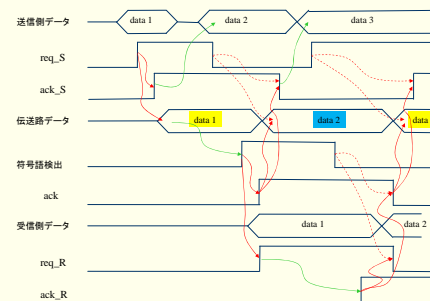 送信側データ data 1 data 2 data 3
req_S
ack_S
伝送路データ data 1 data 2 data
符号語検出
ack
受信側データ data 1 data 2
req_R
ack_R